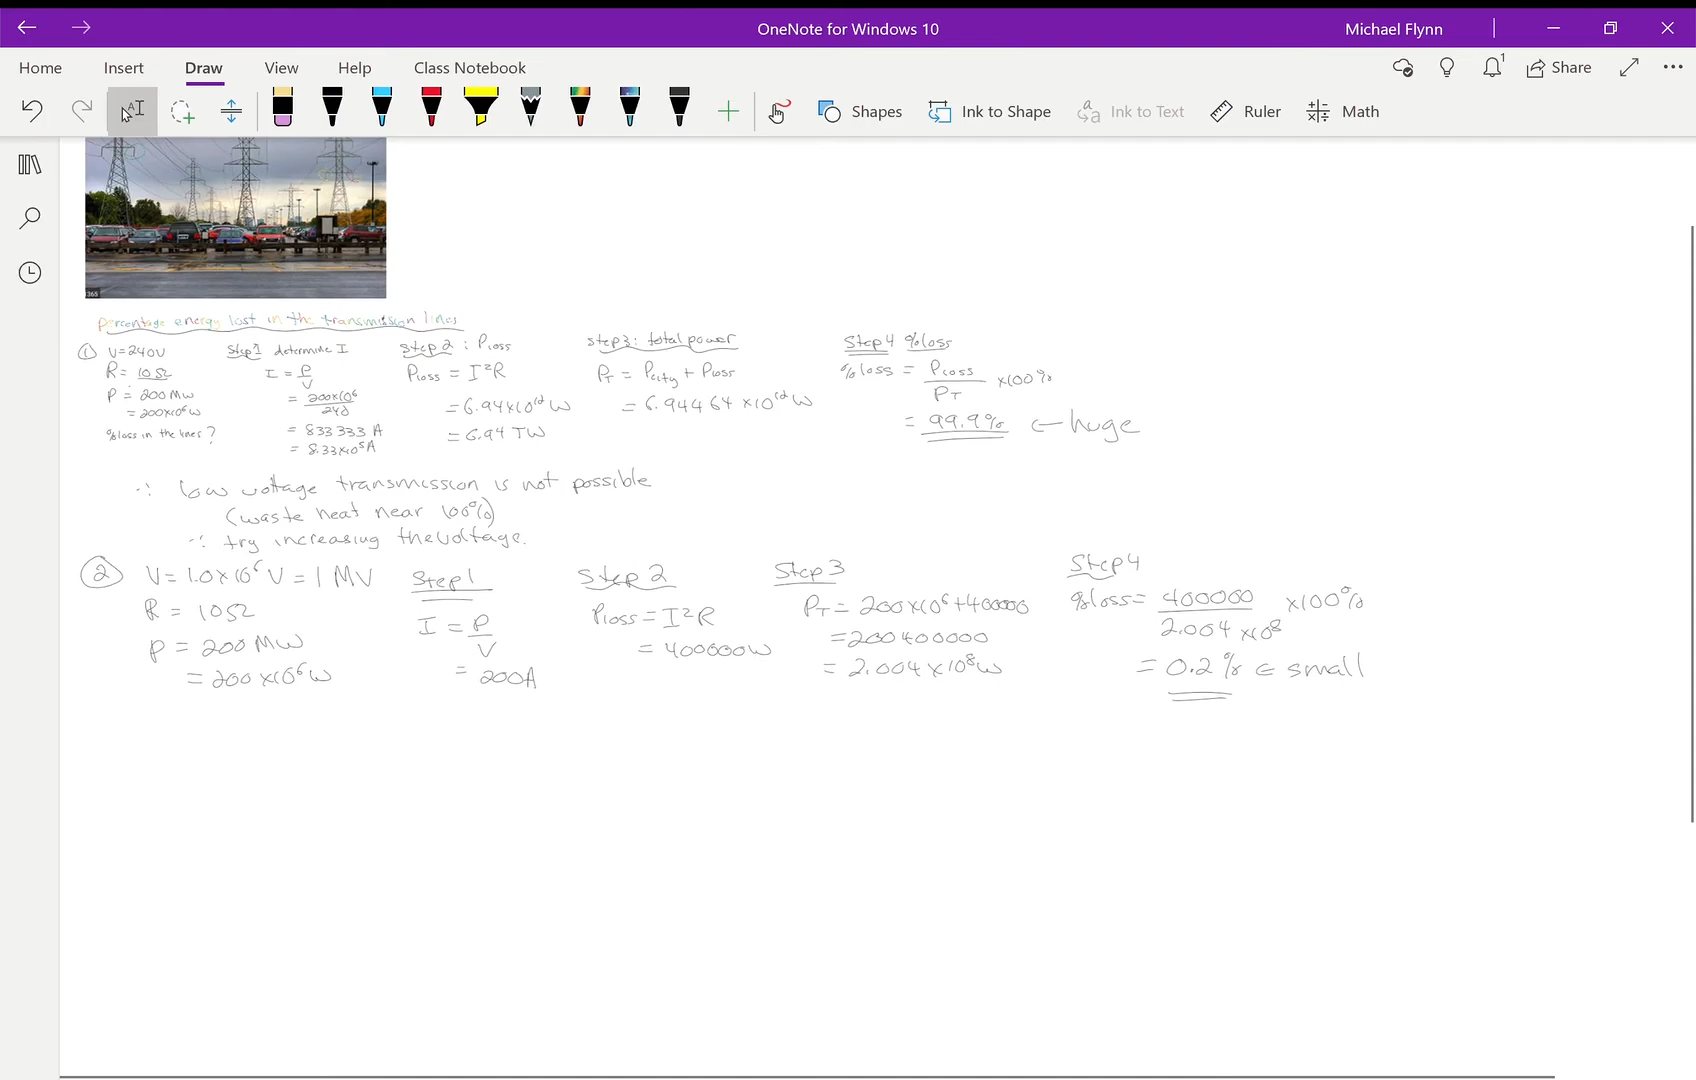 OneNote for Windows 10
Michael Flynn
Home Insert Draw View Help Class Notebook
1
Share
Shapes
Ink to Shape
Ink to Text
Ruler
Math
365
Percentage energy lost in the transmission lines
① V=240V
R = 10Ω
P = 200 MW
= 200×10⁶ W
% loss in the lines?
Step 1 determine I
I = P/V
= 200×10⁶/240
= 833 333 A
= 8.33×10⁵A
Step 2 : Ploss
Ploss = I²R
= 6.94×10¹² W
= 6.94 TW
Step 3: total power
PT = Pcity + Ploss
= 6.94464 ×10¹² W
Step 4 % loss
% loss = Ploss/PT ×100%
= 99.9% ← huge
∴ low voltage transmission is not possible
(waste heat near 100%)
∴ try increasing the voltage.
② V = 1.0×10⁶ V = 1 MV
R = 10Ω
P = 200 MW
= 200 ×10⁶ W
Step 1
I = P/V
= 200A
Step 2
Ploss = I²R
= 400000W
Step 3
PT = 200×10⁶+400000
= 200400000
= 2.004 ×10⁸ W
Step 4
% loss = 400000/2.004 ×10⁸ ×100%
= 0.2% ← small